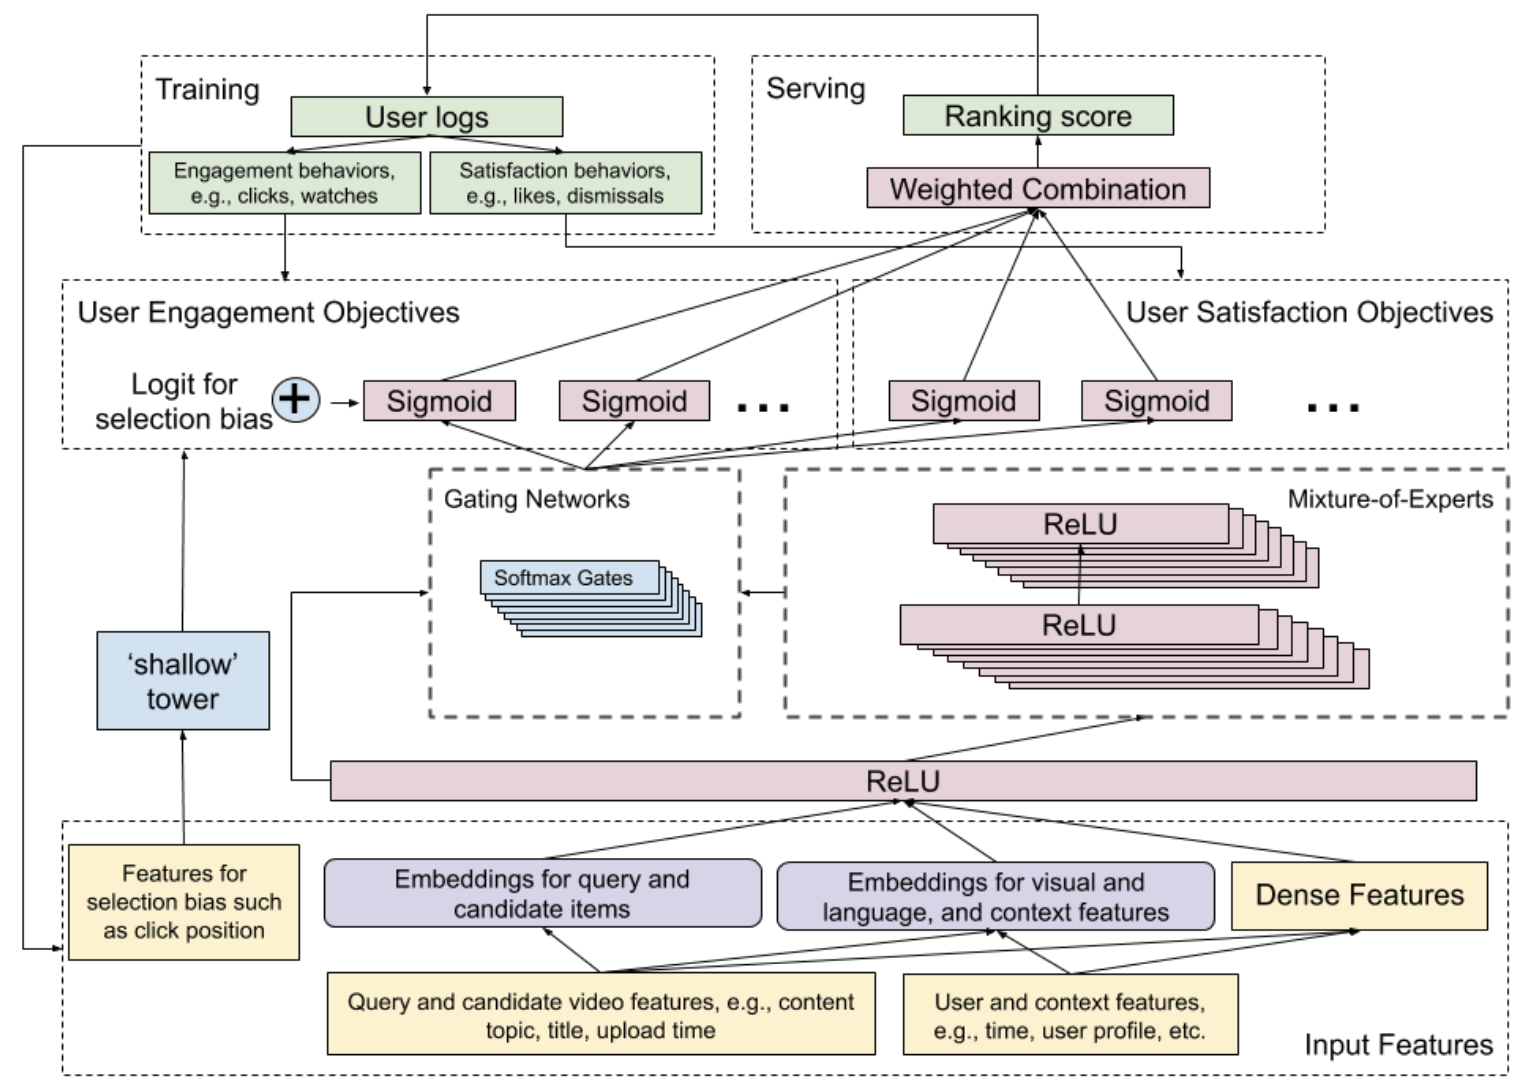 Training
User logs
Engagement behaviors,
e.g., clicks, watches
Satisfaction behaviors,
e.g., likes, dismissals
Serving
Ranking score
Weighted Combination
User Engagement Objectives
Logit for
selection bias
+
Sigmoid
Sigmoid
...
User Satisfaction Objectives
Sigmoid
Sigmoid
...
Gating Networks
Softmax Gates
Mixture-of-Experts
ReLU
ReLU
‘shallow’
tower
ReLU
Features for
selection bias such
as click position
Embeddings for query and
candidate items
Embeddings for visual and
language, and context features
Dense Features
Query and candidate video features, e.g., content
topic, title, upload time
User and context features,
e.g., time, user profile, etc.
Input Features